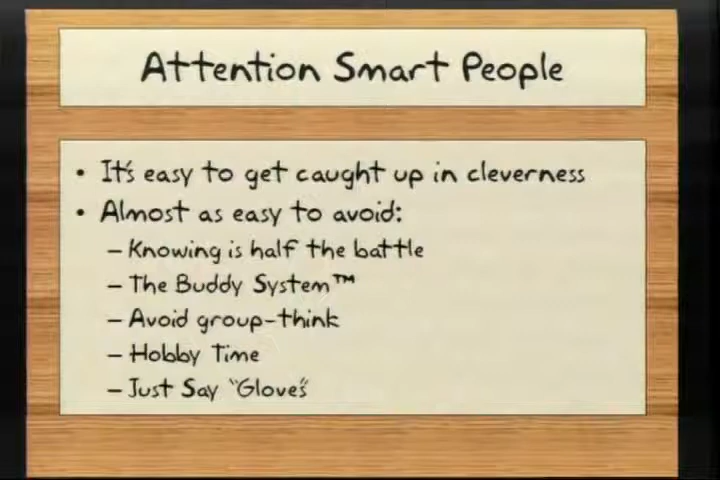 Attention Smart People
• It's easy to get caught up in cleverness
• Almost as easy to avoid:
– Knowing is half the battle
– The Buddy System™
– Avoid group-think
– Hobby Time
– Just Say "Gloves"